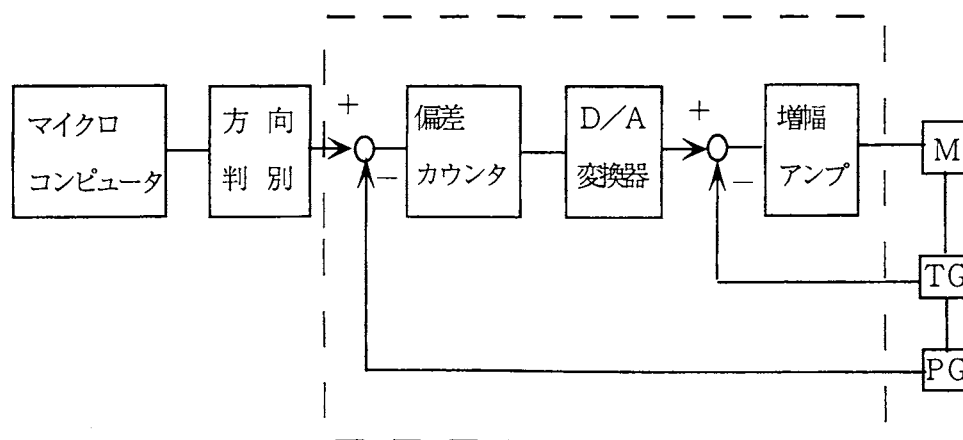 マイクロ
コンピュータ
方向
判別
+
−
偏差
カウンタ
D/A
変換器
+
−
増幅
アンプ
M
TG
PG